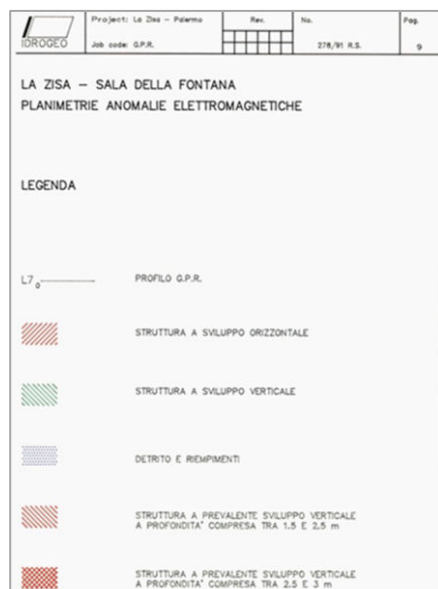 IDROGEO
Project: La Zisa – Palermo
Job code: G.P.R.
Rev.
No.
278/91 R.S.
Pag.
9
LA ZISA – SALA DELLA FONTANA
PLANIMETRIE ANOMALIE ELETTROMAGNETICHE
LEGENDA
L7 0
PROFILO G.P.R.
STRUTTURA A SVILUPPO ORIZZONTALE
STRUTTURA A SVILUPPO VERTICALE
DETRITO E RIEMPIMENTI
STRUTTURA A PREVALENTE SVILUPPO VERTICALE
A PROFONDITA' COMPRESA TRA 1.5 E 2.5 m
STRUTTURA A PREVALENTE SVILUPPO VERTICALE
A PROFONDITA' COMPRESA TRA 2.5 E 3 m